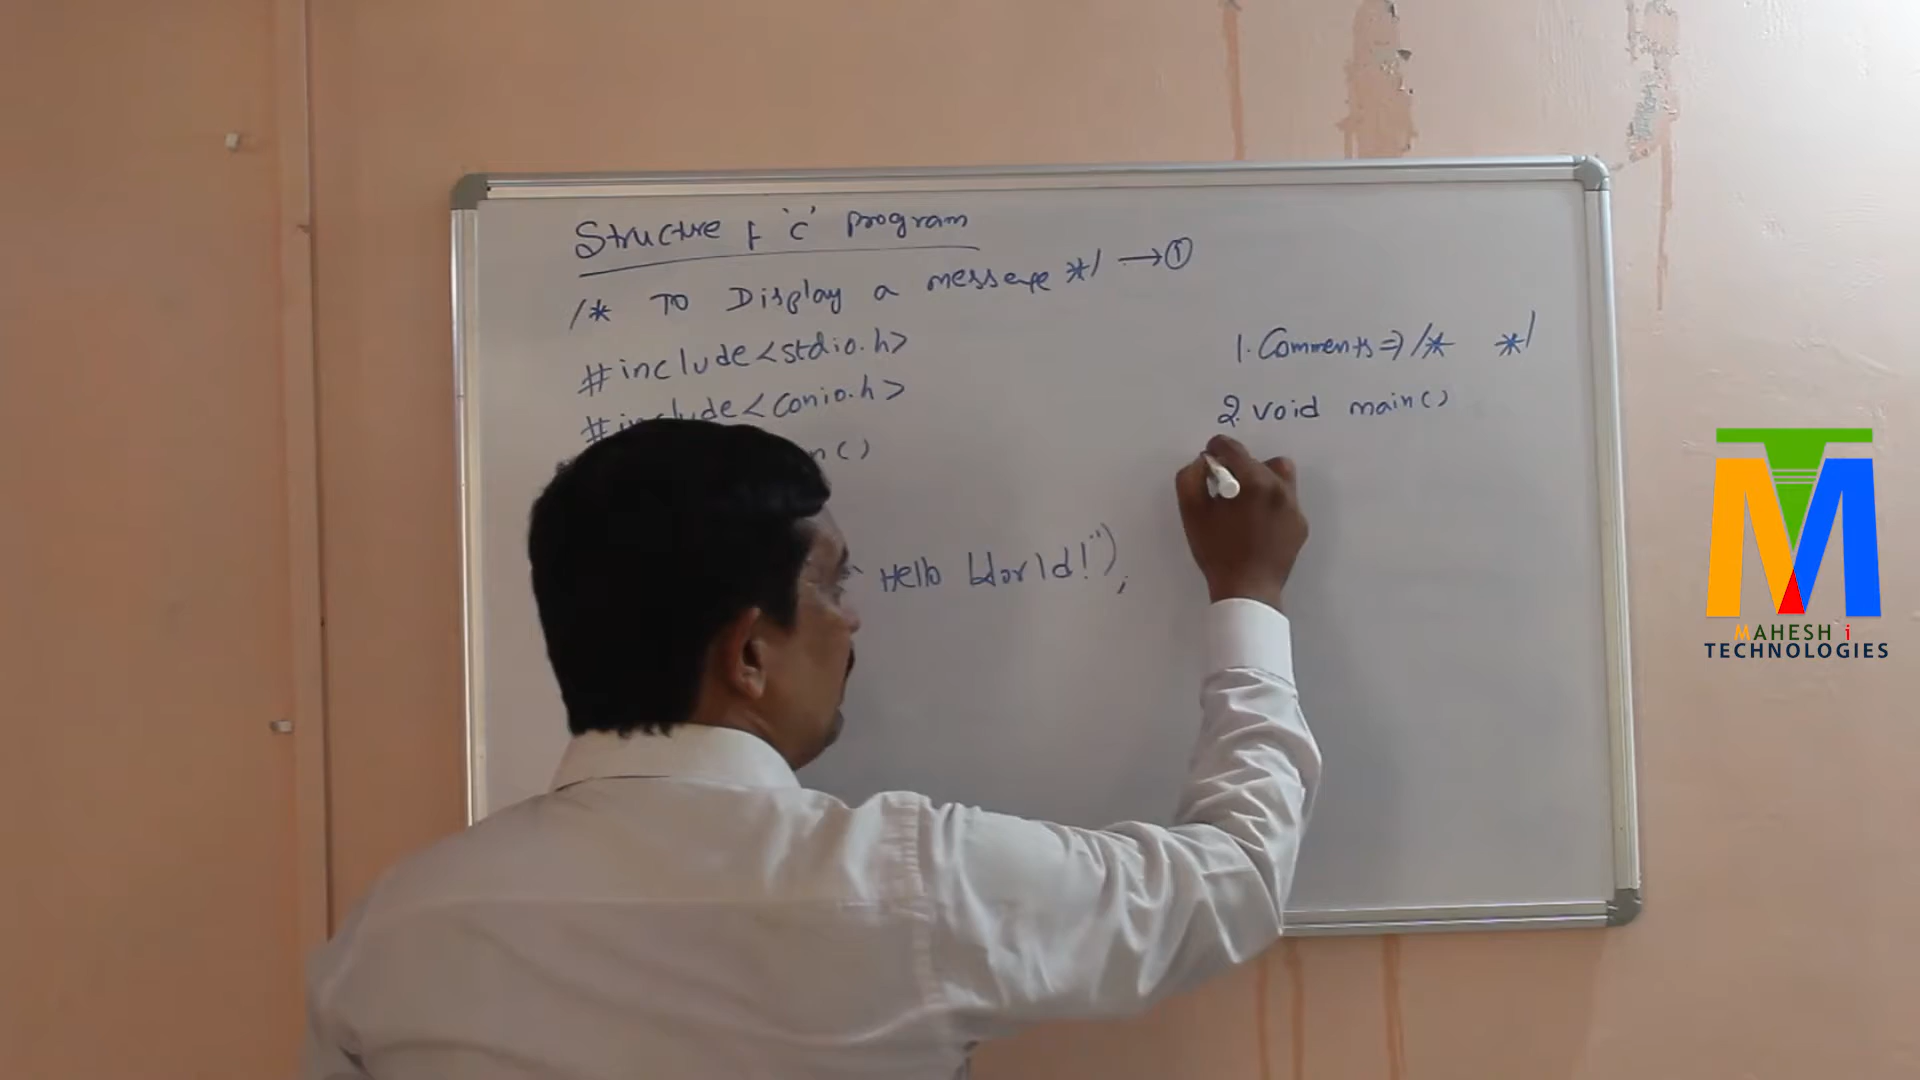 Structure of 'C' program
/* TO Display a message */ → ①
#include<stdio.h>
#include<conio.h>
n()
"Hello World!");
1. Comments ⇒ /* */
2. void main()
MAHESH i
TECHNOLOGIES